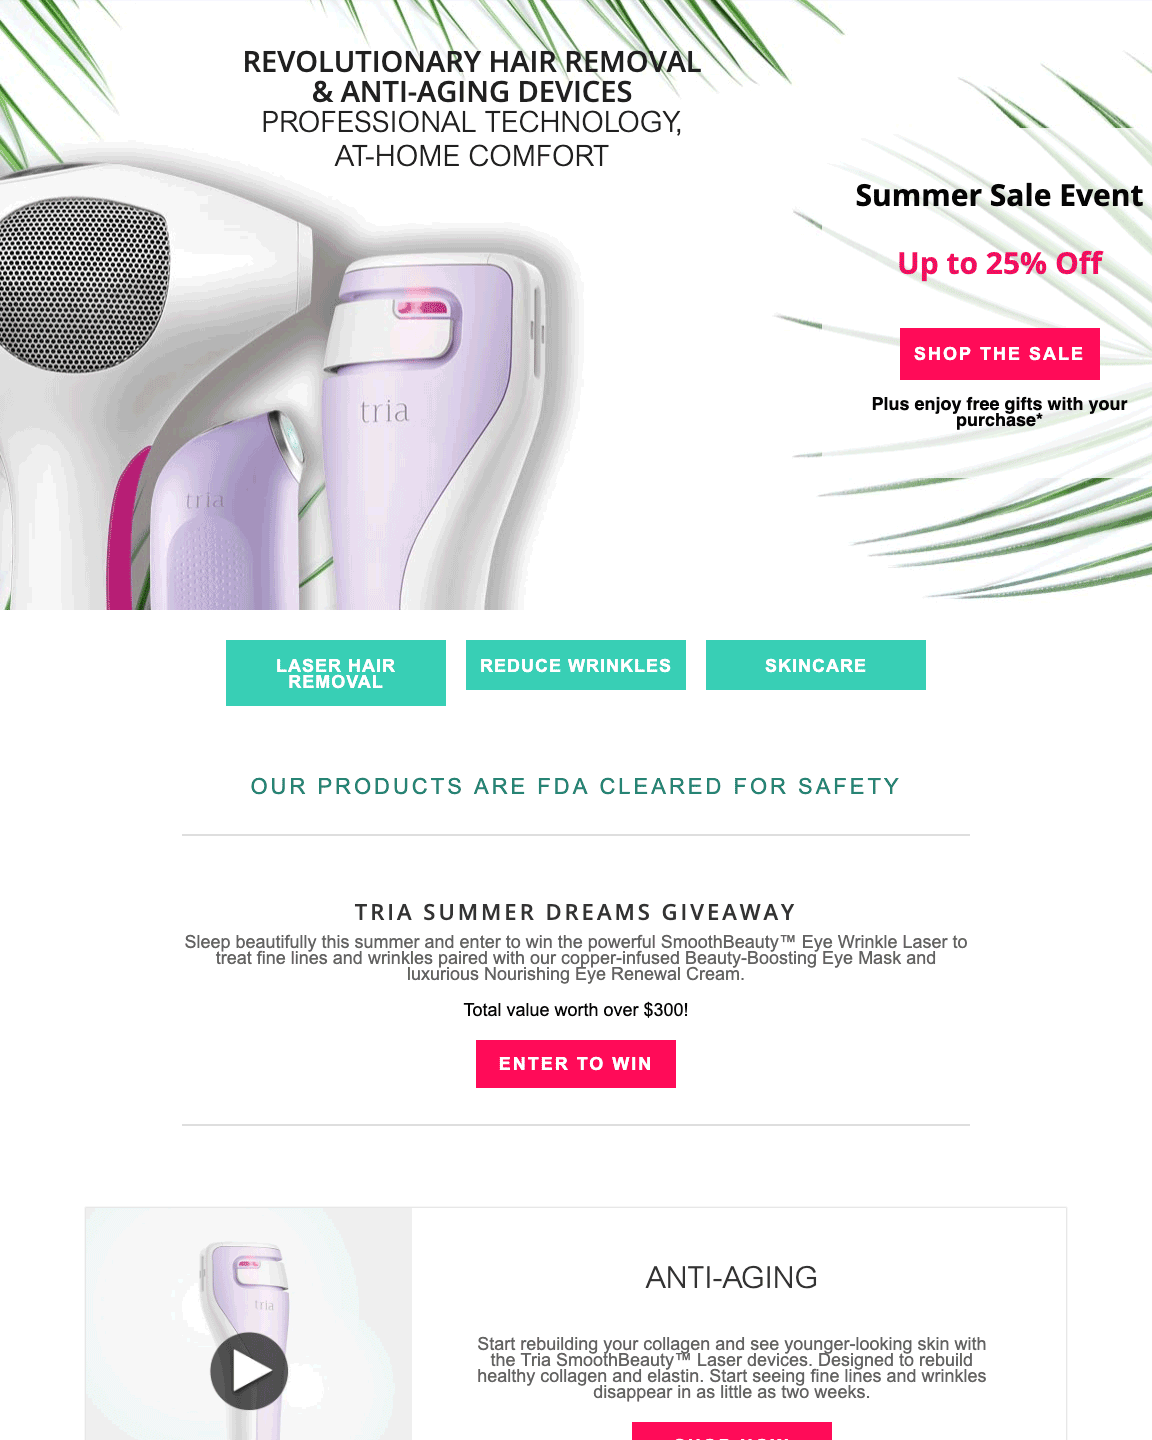 REVOLUTIONARY HAIR REMOVAL
& ANTI-AGING DEVICES
PROFESSIONAL TECHNOLOGY,
AT-HOME COMFORT
Summer Sale Event
Up to 25% Off
SHOP THE SALE
Plus enjoy free gifts with your
purchase*
tria
tria
LASER HAIR
REMOVAL
REDUCE WRINKLES
SKINCARE
OUR PRODUCTS ARE FDA CLEARED FOR SAFETY
TRIA SUMMER DREAMS GIVEAWAY
Sleep beautifully this summer and enter to win the powerful SmoothBeauty™ Eye Wrinkle Laser to
treat fine lines and wrinkles paired with our copper-infused Beauty-Boosting Eye Mask and
luxurious Nourishing Eye Renewal Cream.
Total value worth over $300!
ENTER TO WIN
tria
ANTI-AGING
Start rebuilding your collagen and see younger-looking skin with
the Tria SmoothBeauty™ Laser devices. Designed to rebuild
healthy collagen and elastin. Start seeing fine lines and wrinkles
disappear in as little as two weeks.